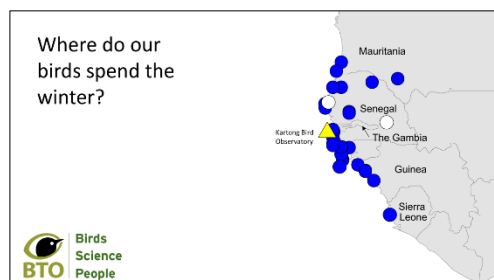 Where do our
birds spend the
winter?
Mauritania
Senegal
Kartong Bird
Observatory
The Gambia
Guinea
Sierra
Leone
BTO
Birds
Science
People